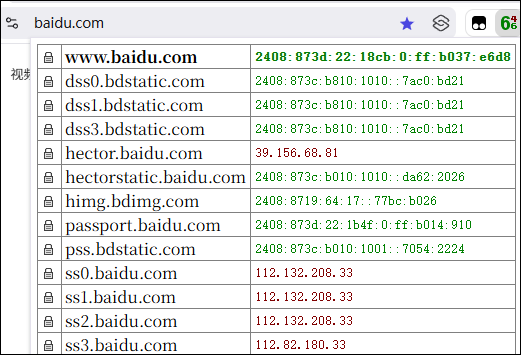 baidu.com
646
视频
www.baidu.com 2408:873d:22:18cb:0:ff:b037:e6d8
dss0.bdstatic.com 2408:873c:b810:1010::7ac0:bd21
dss1.bdstatic.com 2408:873c:b810:1010::7ac0:bd21
dss3.bdstatic.com 2408:873c:b810:1010::7ac0:bd21
hector.baidu.com 39.156.68.81
hectorstatic.baidu.com 2408:873c:b010:1010::da62:2026
himg.bdimg.com 2408:8719:64:17::77bc:b026
passport.baidu.com 2408:873d:22:1b4f:0:ff:b014:910
pss.bdstatic.com 2408:873c:b010:1001::7054:2224
ss0.baidu.com 112.132.208.33
ss1.baidu.com 112.132.208.33
ss2.baidu.com 112.132.208.33
ss3.baidu.com 112.82.180.33